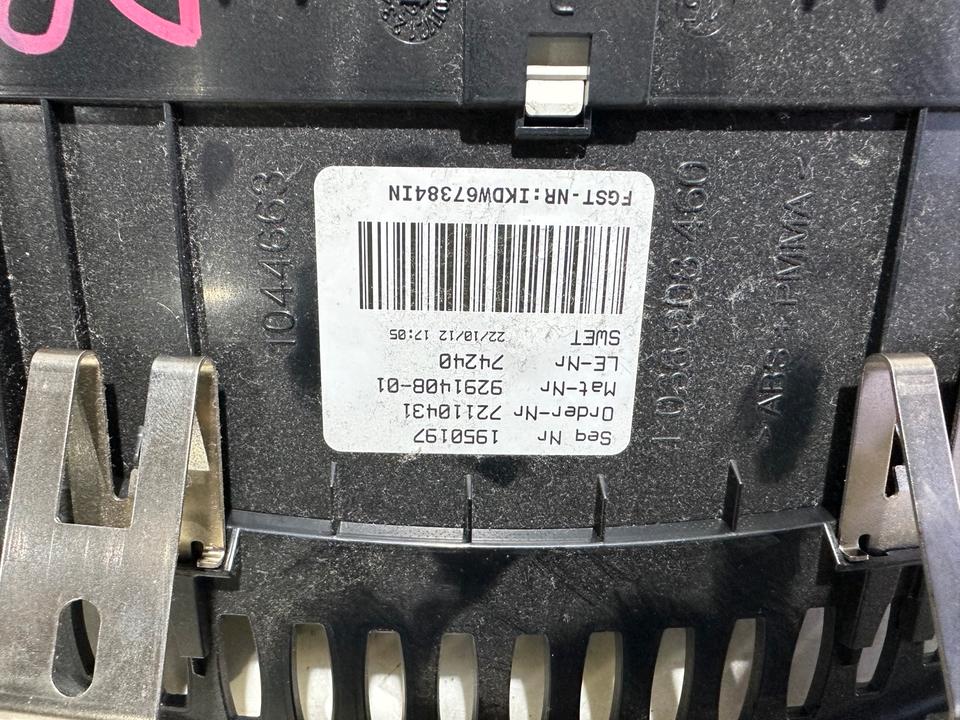 Seq Nr 1950197
Order-Nr 72110431
Mat-Nr 9291408-01
LE-Nr 74240
SWET 22/10/12 17:05
FGST-NR:IKDW67384IN
1044663
> ABS + PMMA <